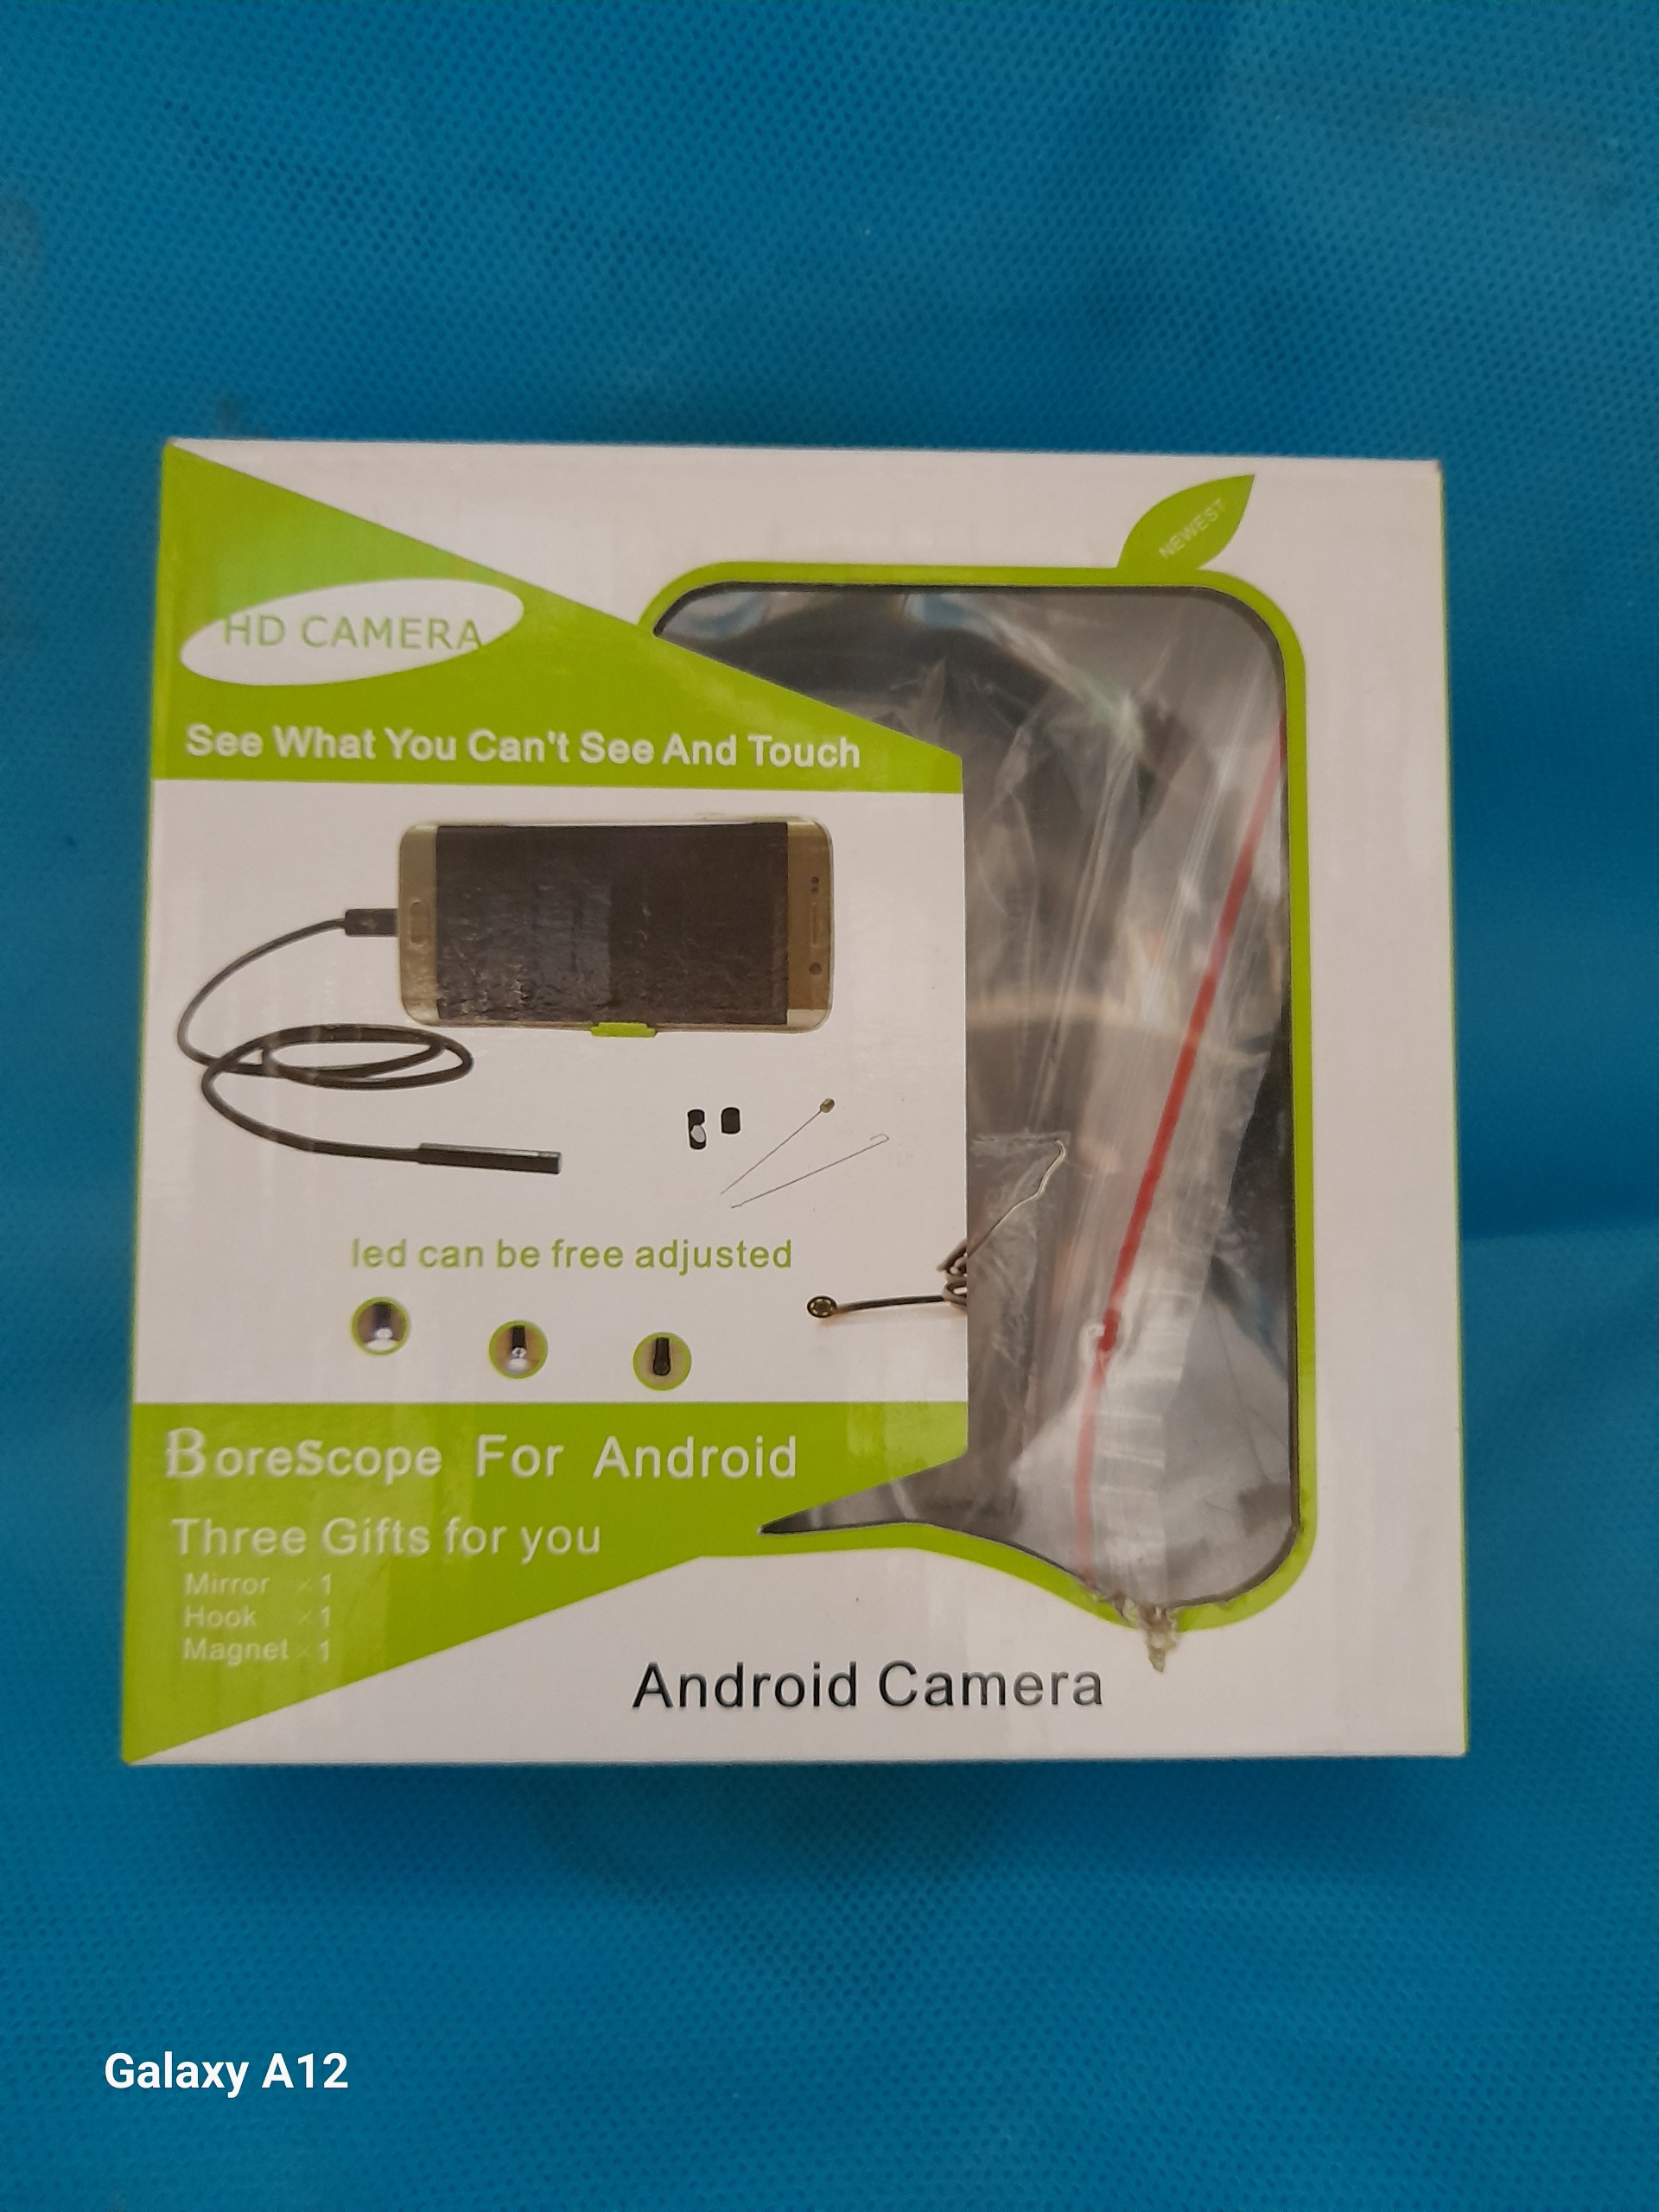 NEWEST
HD CAMERA
See What You Can't See And Touch
led can be free adjusted
BoreScope For Android
Three Gifts for you
Mirror ×1
Hook ×1
Magnet ×1
Android Camera
Galaxy A12